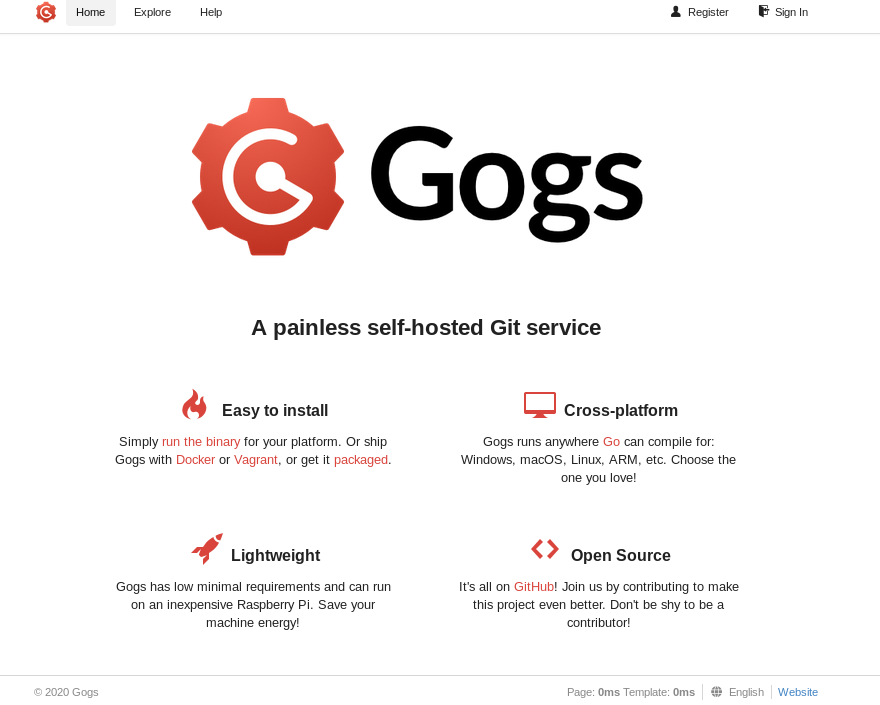 Home Explore Help Register Sign In
Gogs
A painless self-hosted Git service
Easy to install
Simply run the binary for your platform. Or ship
Gogs with Docker or Vagrant, or get it packaged.
Cross-platform
Gogs runs anywhere Go can compile for:
Windows, macOS, Linux, ARM, etc. Choose the
one you love!
Lightweight
Gogs has low minimal requirements and can run
on an inexpensive Raspberry Pi. Save your
machine energy!
Open Source
It's all on GitHub! Join us by contributing to make
this project even better. Don't be shy to be a
contributor!
© 2020 Gogs Page: 0ms Template: 0ms English Website